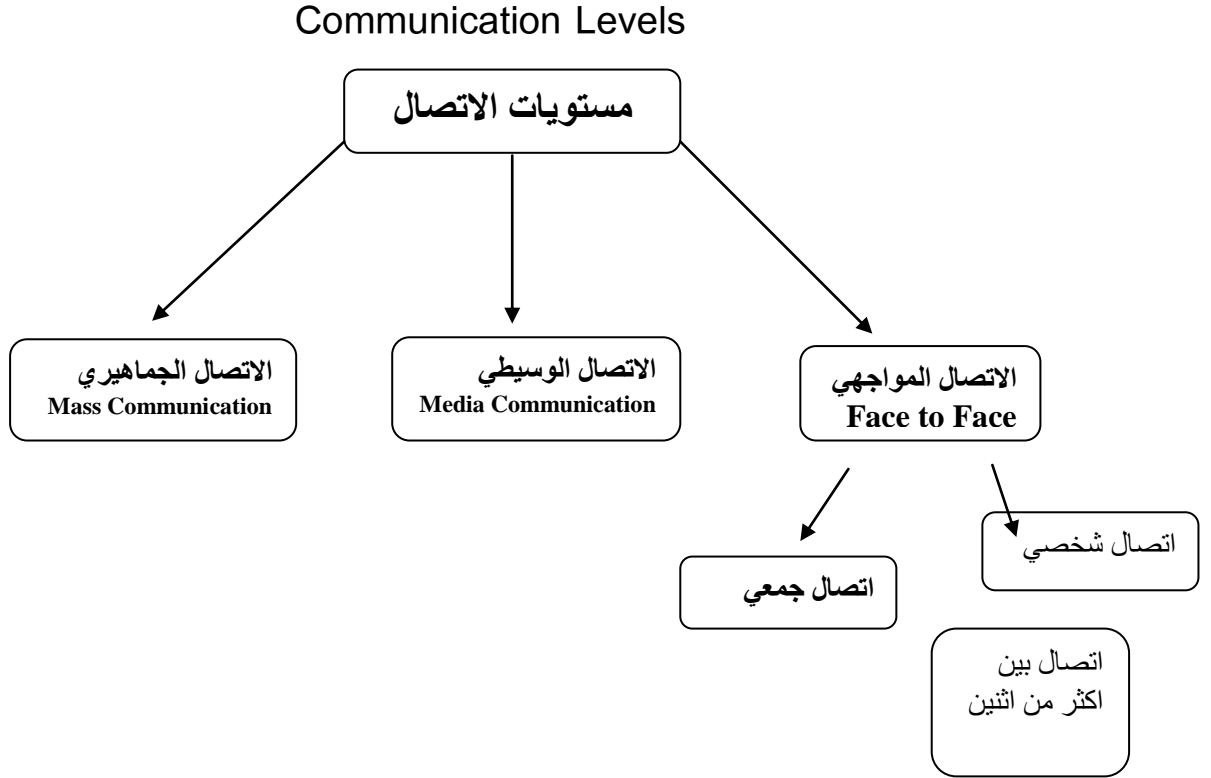 Communication Levels
مستويات الاتصال
الاتصال المواجهي
Face to Face
الاتصال الوسيطي
Media Communication
الاتصال الجماهيري
Mass Communication
اتصال شخصي
اتصال جمعي
اتصال بين
اكثر من اثنين